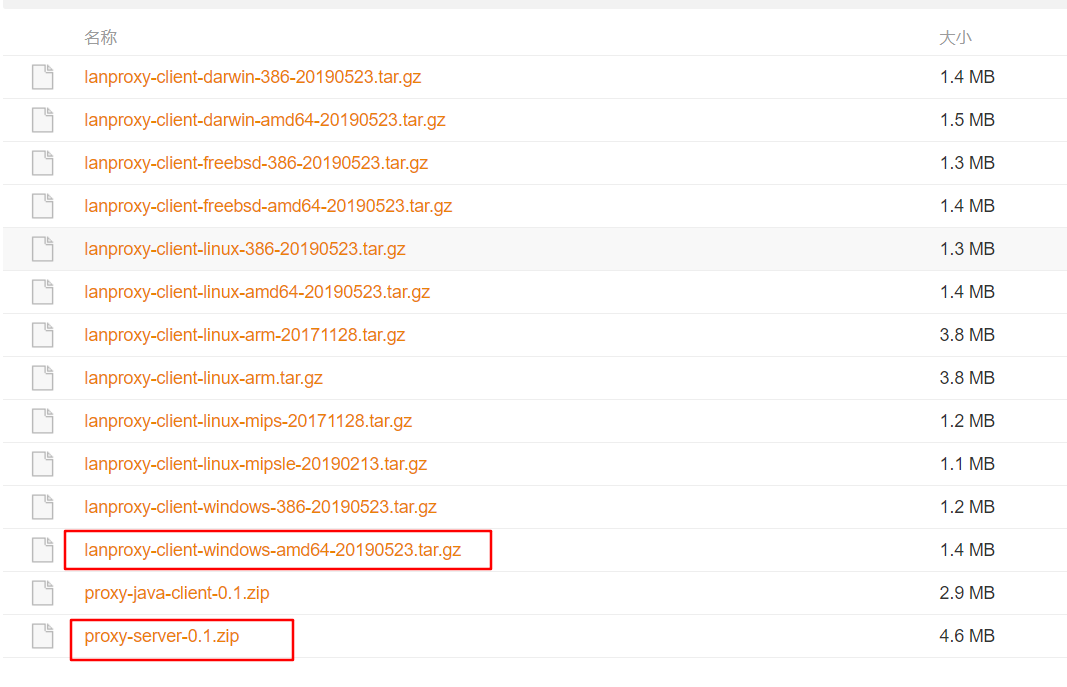 名称 大小
lanproxy-client-darwin-386-20190523.tar.gz 1.4 MB
lanproxy-client-darwin-amd64-20190523.tar.gz 1.5 MB
lanproxy-client-freebsd-386-20190523.tar.gz 1.3 MB
lanproxy-client-freebsd-amd64-20190523.tar.gz 1.4 MB
lanproxy-client-linux-386-20190523.tar.gz 1.3 MB
lanproxy-client-linux-amd64-20190523.tar.gz 1.4 MB
lanproxy-client-linux-arm-20171128.tar.gz 3.8 MB
lanproxy-client-linux-arm.tar.gz 3.8 MB
lanproxy-client-linux-mips-20171128.tar.gz 1.2 MB
lanproxy-client-linux-mipsle-20190213.tar.gz 1.1 MB
lanproxy-client-windows-386-20190523.tar.gz 1.2 MB
lanproxy-client-windows-amd64-20190523.tar.gz 1.4 MB
proxy-java-client-0.1.zip 2.9 MB
proxy-server-0.1.zip 4.6 MB